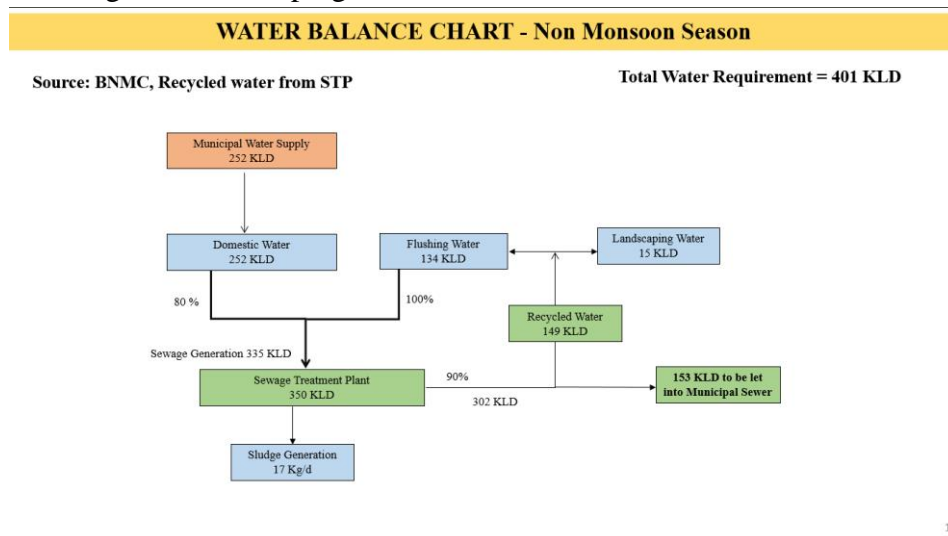 WATER BALANCE CHART - Non Monsoon Season
Source: BNMC, Recycled water from STP
Total Water Requirement = 401 KLD
Municipal Water Supply
252 KLD
Domestic Water
252 KLD
Flushing Water
134 KLD
Landscaping Water
15 KLD
80 %
100%
Recycled Water
149 KLD
Sewage Generation 335 KLD
Sewage Treatment Plant
350 KLD
90%
302 KLD
153 KLD to be let
into Municipal Sewer
Sludge Generation
17 Kg/d
1